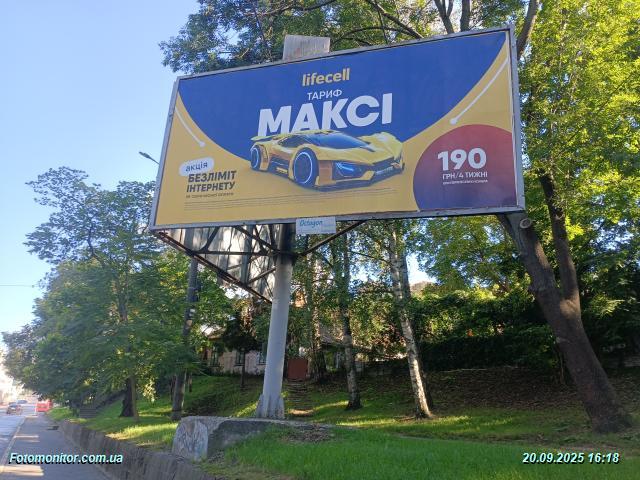 lifecell
ТАРИФ
МАКСІ
акція
БЕЗЛІМІТ
ІНТЕРНЕТУ
190
ГРН/4 ТИЖНІ
Octagon
Fotomonitor.com.ua
20.09.2025 16:18